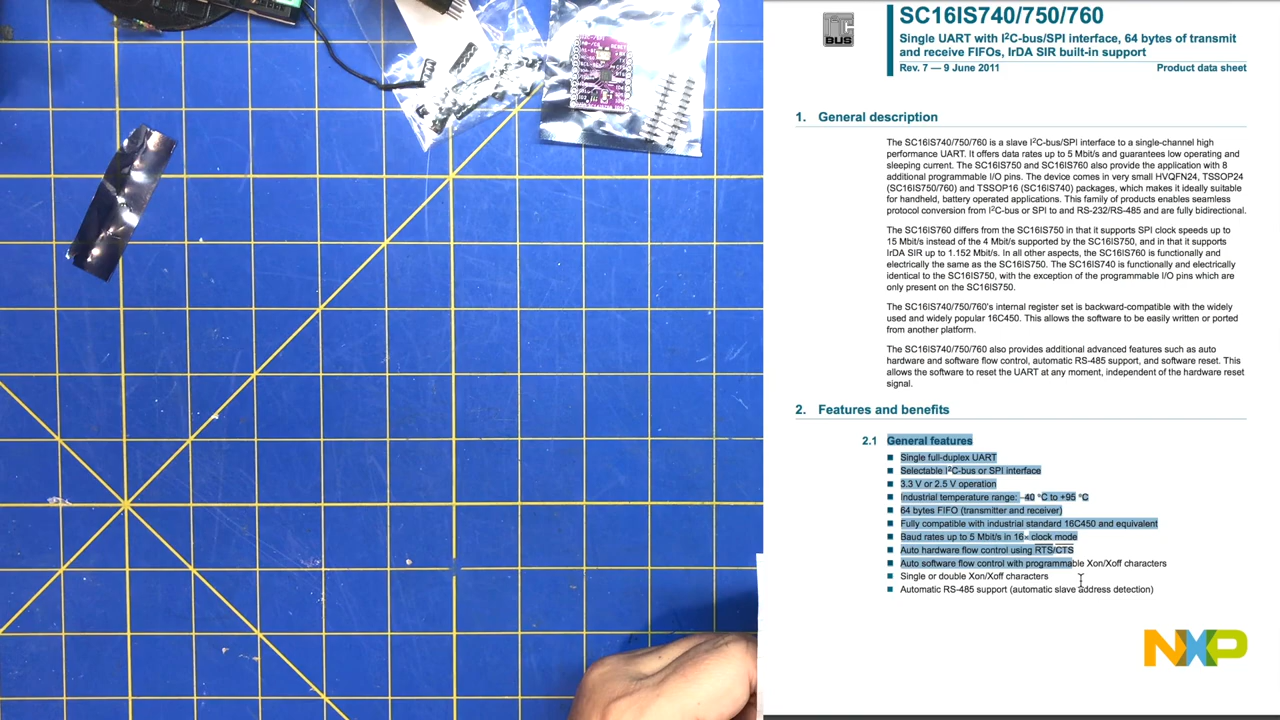 RESET
I²C
BUS
SC16IS740/750/760
Single UART with I²C-bus/SPI interface, 64 bytes of transmit
and receive FIFOs, IrDA SIR built-in support
Rev. 7 — 9 June 2011 Product data sheet
1. General description
The SC16IS740/750/760 is a slave I²C-bus/SPI interface to a single-channel high
performance UART. It offers data rates up to 5 Mbit/s and guarantees low operating and
sleeping current. The SC16IS750 and SC16IS760 also provide the application with 8
additional programmable I/O pins. The device comes in very small HVQFN24, TSSOP24
(SC16IS750/760) and TSSOP16 (SC16IS740) packages, which makes it ideally suitable
for handheld, battery operated applications. This family of products enables seamless
protocol conversion from I²C-bus or SPI to and RS-232/RS-485 and are fully bidirectional.
The SC16IS760 differs from the SC16IS750 in that it supports SPI clock speeds up to
15 Mbit/s instead of the 4 Mbit/s supported by the SC16IS750, and in that it supports
IrDA SIR up to 1.152 Mbit/s. In all other aspects, the SC16IS760 is functionally and
electrically the same as the SC16IS750. The SC16IS740 is functionally and electrically
identical to the SC16IS750, with the exception of the programmable I/O pins which are
only present on the SC16IS750.
The SC16IS740/750/760's internal register set is backward-compatible with the widely
used and widely popular 16C450. This allows the software to be easily written or ported
from another platform.
The SC16IS740/750/760 also provides additional advanced features such as auto
hardware and software flow control, automatic RS-485 support, and software reset. This
allows the software to reset the UART at any moment, independent of the hardware reset
signal.
2. Features and benefits
2.1 General features
■ Single full-duplex UART
■ Selectable I²C-bus or SPI interface
■ 3.3 V or 2.5 V operation
■ Industrial temperature range: −40 °C to +95 °C
■ 64 bytes FIFO (transmitter and receiver)
■ Fully compatible with industrial standard 16C450 and equivalent
■ Baud rates up to 5 Mbit/s in 16× clock mode
■ Auto hardware flow control using RTS/CTS
■ Auto software flow control with programmable Xon/Xoff characters
■ Single or double Xon/Xoff characters
■ Automatic RS-485 support (automatic slave address detection)
NXP